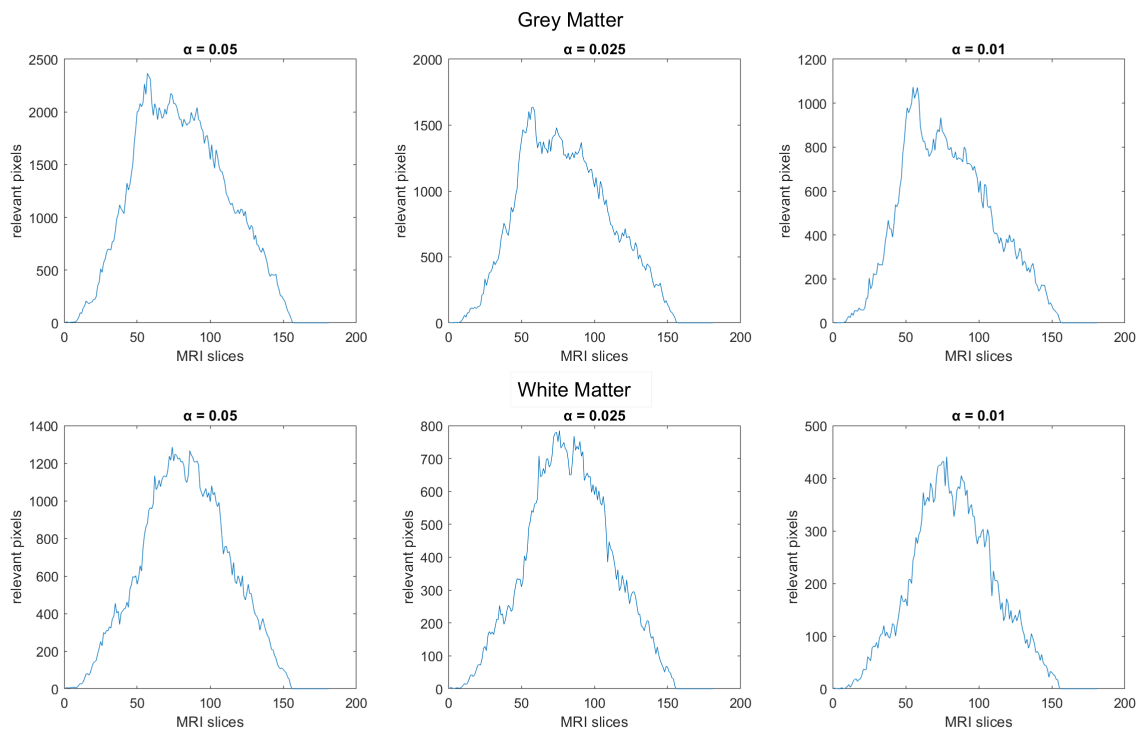 Grey Matter
α = 0.05
α = 0.025
α = 0.01
2500
2000
1500
1000
500
0
relevant pixels
0 50 100 150 200
MRI slices
2000
1500
1000
500
0
relevant pixels
0 50 100 150 200
MRI slices
1200
1000
800
600
400
200
0
relevant pixels
0 50 100 150 200
MRI slices
White Matter
α = 0.05
α = 0.025
α = 0.01
1400
1200
1000
800
600
400
200
0
relevant pixels
0 50 100 150 200
MRI slices
800
700
600
500
400
300
200
100
0
relevant pixels
0 50 100 150 200
MRI slices
500
400
300
200
100
0
relevant pixels
0 50 100 150 200
MRI slices